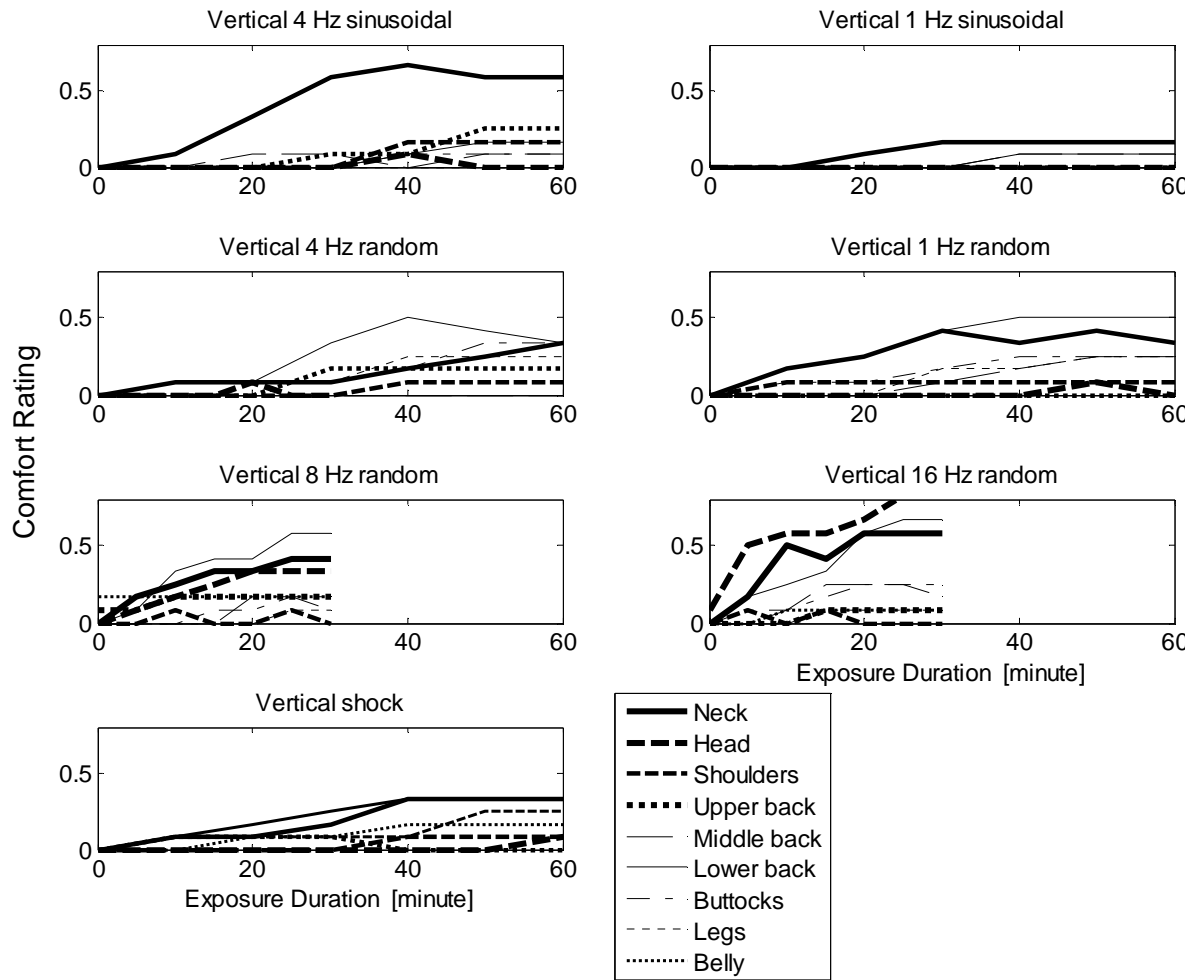 Vertical 4 Hz sinusoidal
0.5
0
0
20
40
60
Vertical 1 Hz sinusoidal
0.5
0
0
20
40
60
Vertical 4 Hz random
0.5
0
0
20
40
60
Vertical 1 Hz random
0.5
0
0
20
40
60
Comfort Rating
Vertical 8 Hz random
0.5
0
0
20
40
60
Vertical 16 Hz random
0.5
0
0
20
40
60
Exposure Duration [minute]
Vertical shock
0.5
0
0
20
40
60
Exposure Duration [minute]
Neck
Head
Shoulders
Upper back
Middle back
Lower back
Buttocks
Legs
Belly